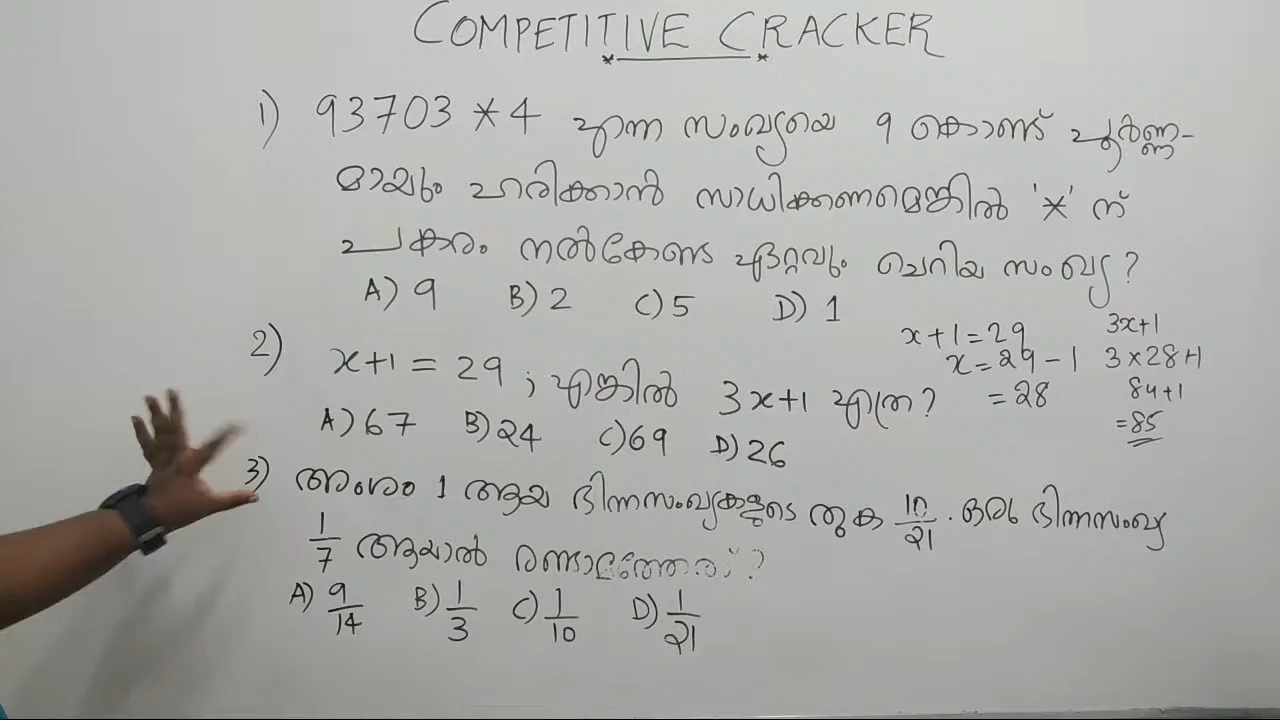 COMPETITIVE CRACKER
1) 93703 * 4 എന്ന സംഖ്യയെ 9 കൊണ്ട് പൂർണ്ണ-
മായും ഹരിക്കാൻ സാധിക്കണമെങ്കിൽ '*' ന്
പകരം നൽകേണ്ട ഏറ്റവും ചെറിയ സംഖ്യ?
A) 9 B) 2 C) 5 D) 1
2) x+1 = 29 ; എങ്കിൽ 3x+1 എത്ര?
A) 67 B) 24 C) 69 D) 26
x+1=29
x=29-1
=28
3x+1
3×28+1
84+1
=85
3) അംശം 1 ആയ ഭിന്നസംഖ്യകളുടെ തുക 10/21 . ഒരു ഭിന്നസംഖ്യ
1/7 ആയാൽ രണ്ടാമത്തേത് ?
A) 9/14 B) 1/3 C) 1/10 D) 1/21